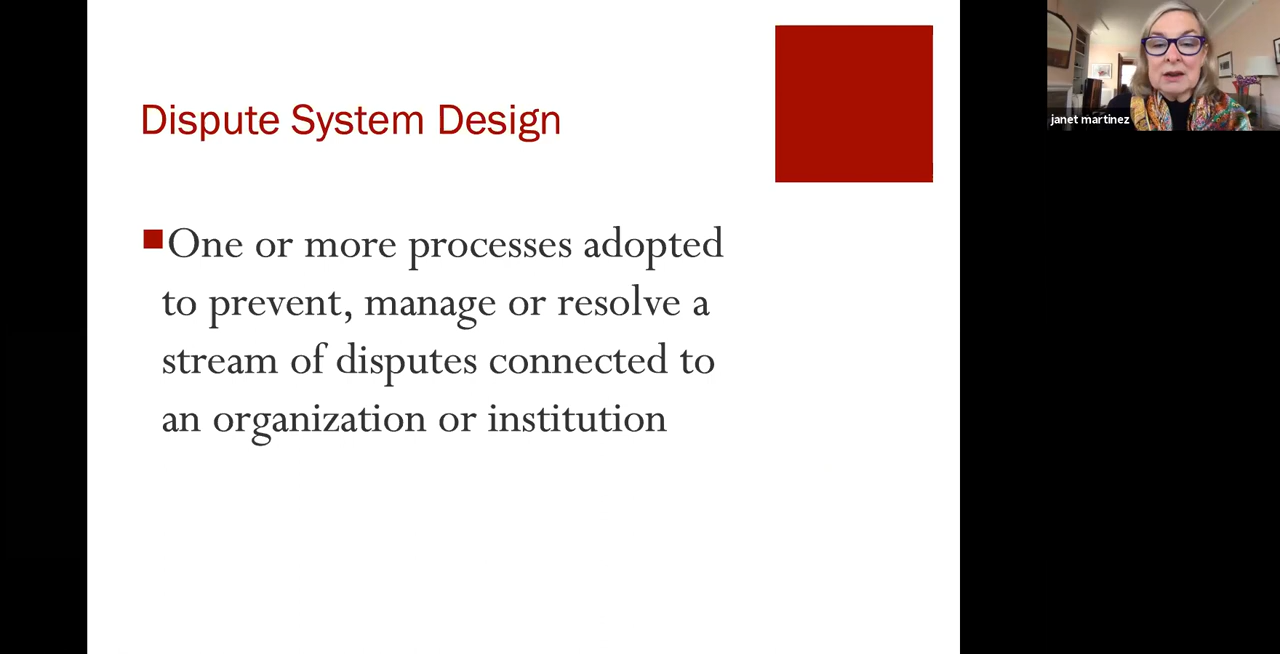 Dispute System Design
One or more processes adopted
to prevent, manage or resolve a
stream of disputes connected to
an organization or institution
janet martinez